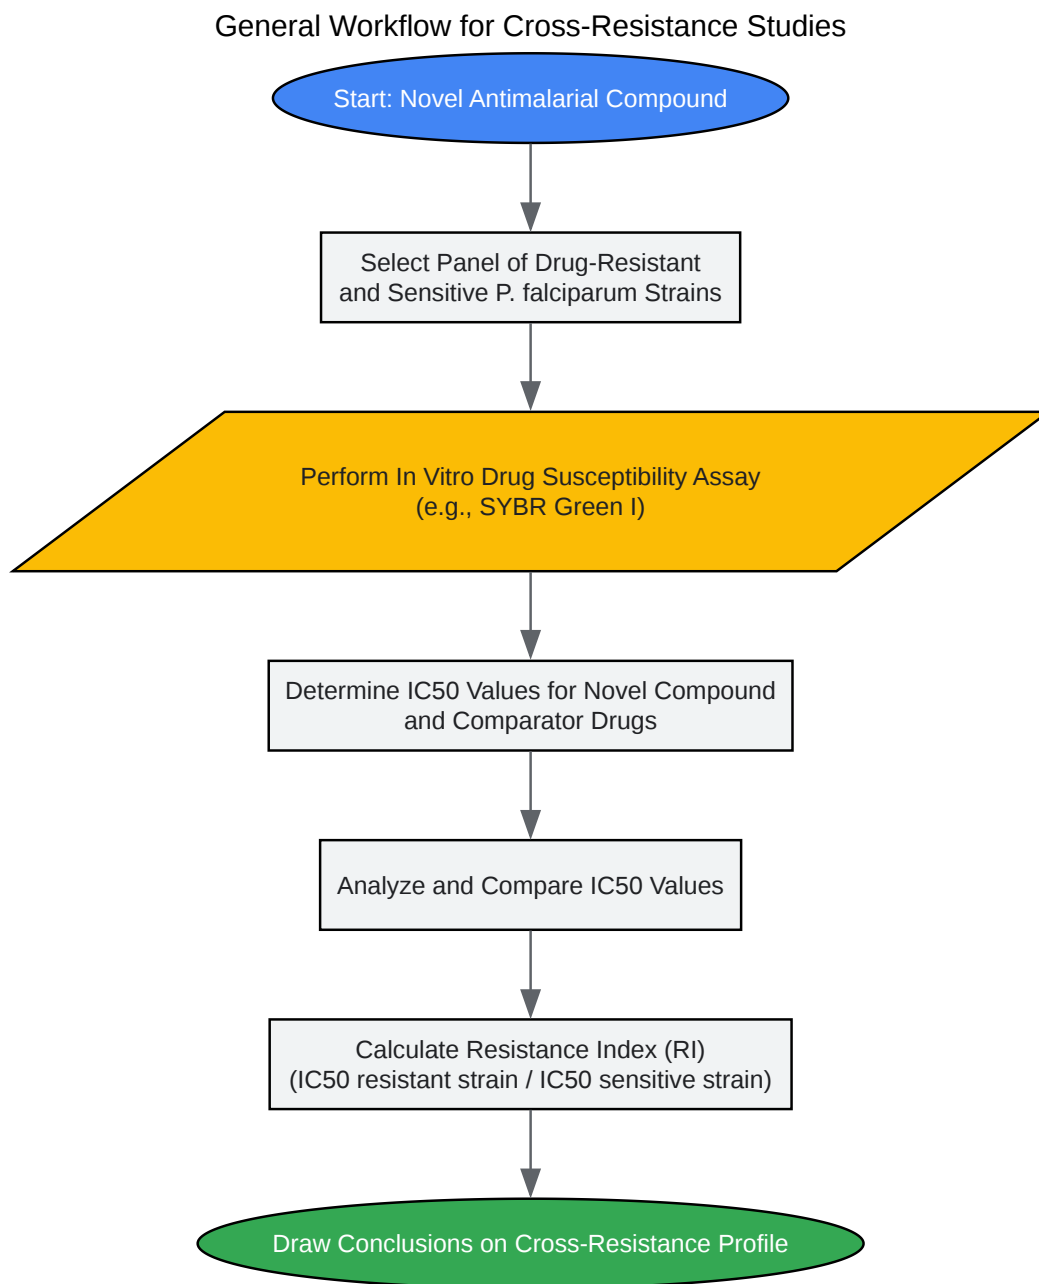 General Workflow for Cross-Resistance Studies
Start: Novel Antimalarial Compound
Select Panel of Drug-Resistant
and Sensitive P. falciparum Strains
Perform In Vitro Drug Susceptibility Assay
(e.g., SYBR Green I)
Determine IC50 Values for Novel Compound
and Comparator Drugs
Analyze and Compare IC50 Values
Calculate Resistance Index (RI)
(IC50 resistant strain / IC50 sensitive strain)
Draw Conclusions on Cross-Resistance Profile